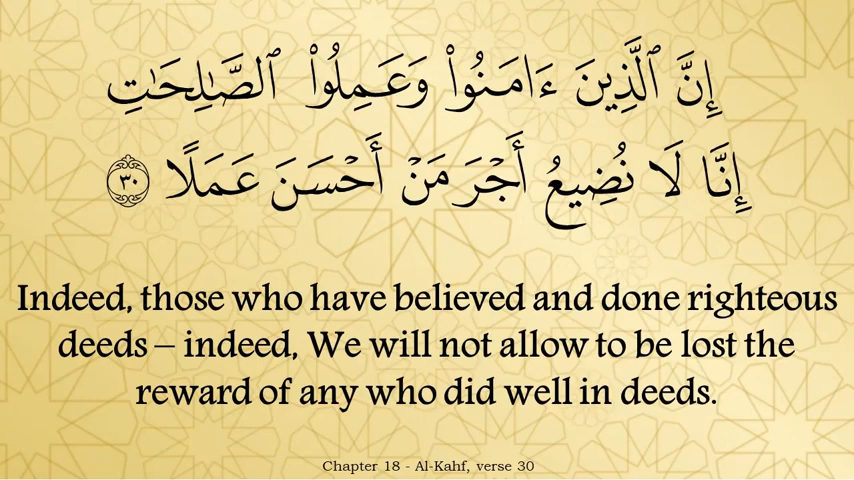 إِنَّ ٱلَّذِينَ ءَامَنُوا۟ وَعَمِلُوا۟ ٱلصَّـٰلِحَـٰتِ
إِنَّا لَا نُضِيعُ أَجْرَ مَنْ أَحْسَنَ عَمَلًا ٣٠
Indeed, those who have believed and done righteous
deeds – indeed, We will not allow to be lost the
reward of any who did well in deeds.
Chapter 18 - Al-Kahf, verse 30